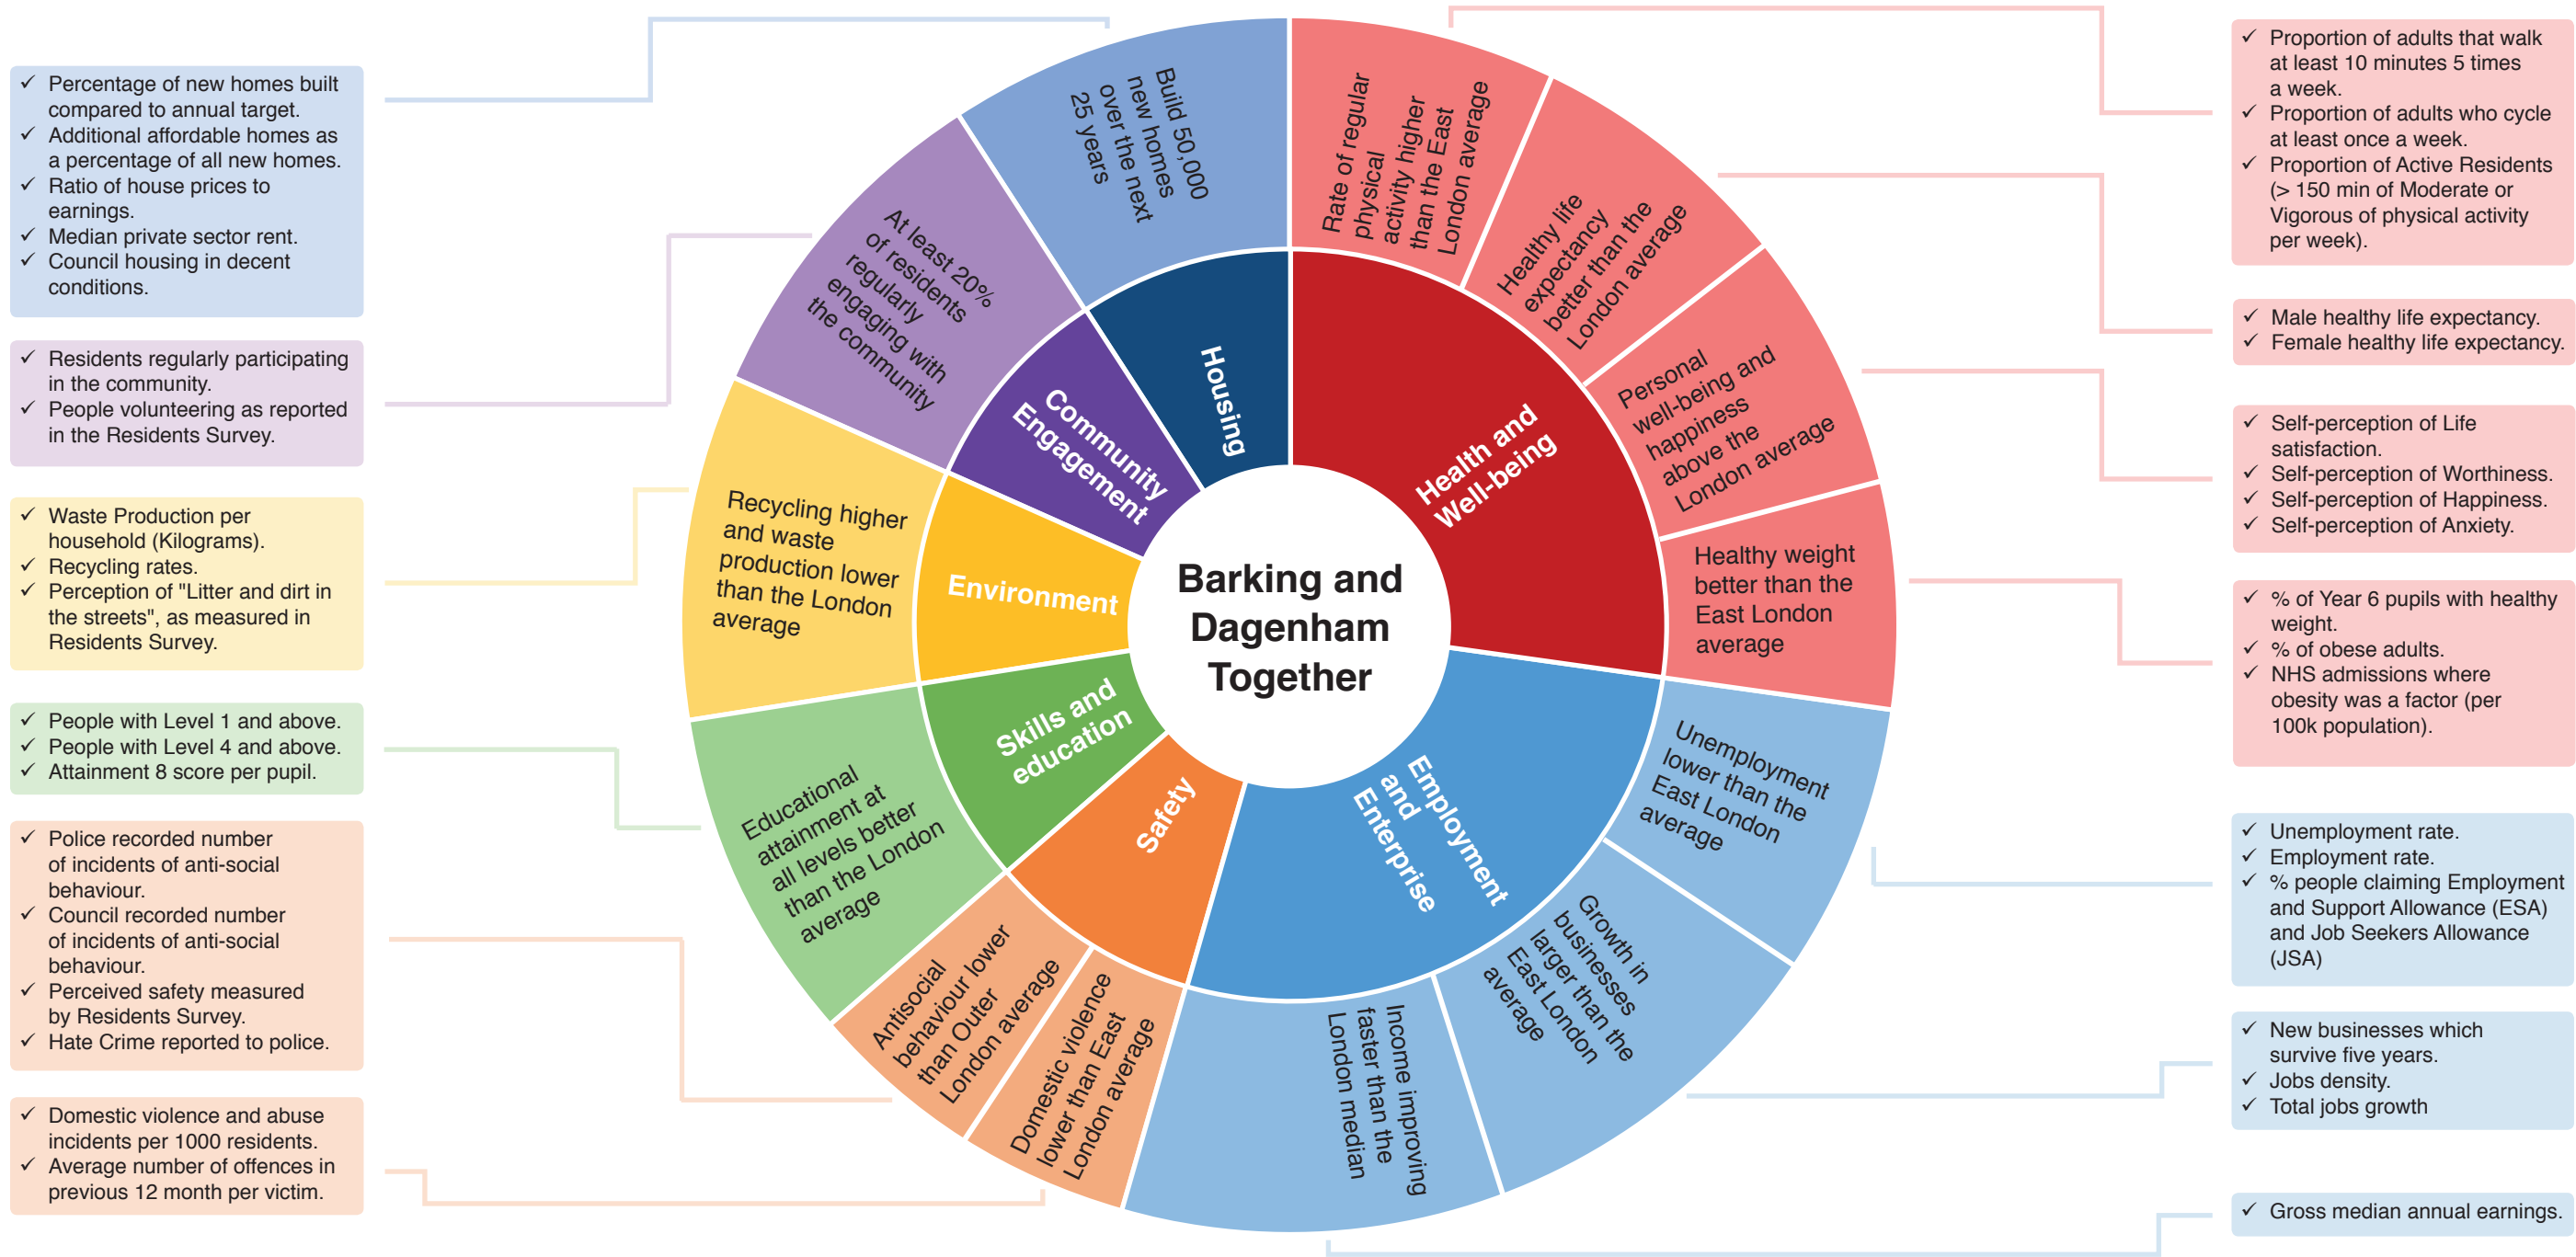 Barking and
Dagenham
Together
Housing
Health and
Well-being
Employment
and
Enterprise
Safety
Skills and
education
Environment
Community
Engagement
Build 50,000
new homes
over the next
25 years
Rate of regular
physical
activity higher
than the East
London average
Healthy life
expectancy
better than the
London average
Personal
well-being and
happiness
above the
London average
Healthy weight
better than the
East London
average
Unemployment
lower than the
East London
average
Growth in
businesses
larger than the
East London
average
Income improving
faster than the
London median
Domestic violence
lower than East
London average
Antisocial
behaviour lower
than Outer
London average
Educational
attainment at
all levels better
than the London
average
Recycling higher
and waste
production lower
than the London
average
At least 20%
of residents
regularly
engaging with
the community
✓ Percentage of new homes built
compared to annual target.
✓ Additional affordable homes as
a percentage of all new homes.
✓ Ratio of house prices to
earnings.
✓ Median private sector rent.
✓ Council housing in decent
conditions.
✓ Residents regularly participating
in the community.
✓ People volunteering as reported
in the Residents Survey.
✓ Waste Production per
household (Kilograms).
✓ Recycling rates.
✓ Perception of "Litter and dirt in
the streets", as measured in
Residents Survey.
✓ People with Level 1 and above.
✓ People with Level 4 and above.
✓ Attainment 8 score per pupil.
✓ Police recorded number
of incidents of anti-social
behaviour.
✓ Council recorded number
of incidents of anti-social
behaviour.
✓ Perceived safety measured
by Residents Survey.
✓ Hate Crime reported to police.
✓ Domestic violence and abuse
incidents per 1000 residents.
✓ Average number of offences in
previous 12 month per victim.
✓ Proportion of adults that walk
at least 10 minutes 5 times
a week.
✓ Proportion of adults who cycle
at least once a week.
✓ Proportion of Active Residents
(> 150 min of Moderate or
Vigorous of physical activity
per week).
✓ Male healthy life expectancy.
✓ Female healthy life expectancy.
✓ Self-perception of Life
satisfaction.
✓ Self-perception of Worthiness.
✓ Self-perception of Happiness.
✓ Self-perception of Anxiety.
✓ % of Year 6 pupils with healthy
weight.
✓ % of obese adults.
✓ NHS admissions where
obesity was a factor (per
100k population).
✓ Unemployment rate.
✓ Employment rate.
✓ % people claiming Employment
and Support Allowance (ESA)
and Job Seekers Allowance
(JSA)
✓ New businesses which
survive five years.
✓ Jobs density.
✓ Total jobs growth
✓ Gross median annual earnings.